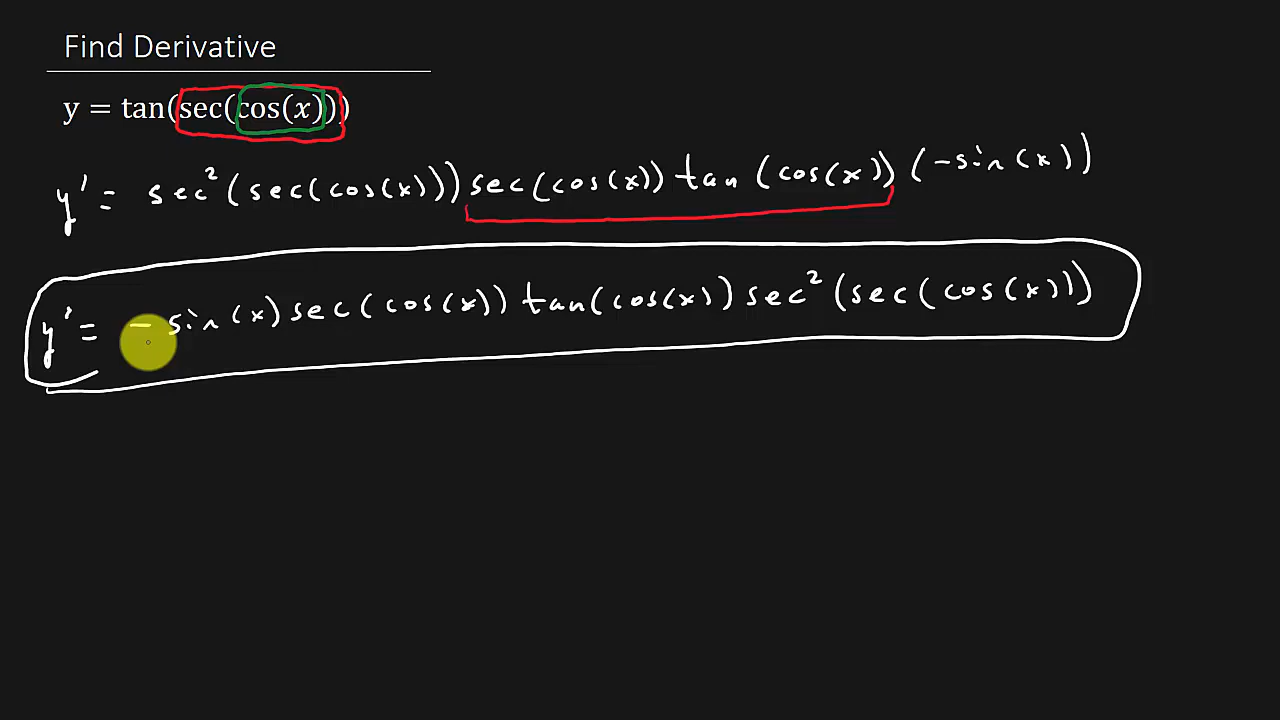 Find Derivative
y = tan(sec(cos(x)))
y' = sec²(sec(cos(x))) sec(cos(x)) tan(cos(x)) (-sin(x))
y' = -sin(x) sec(cos(x)) tan(cos(x)) sec²(sec(cos(x)))